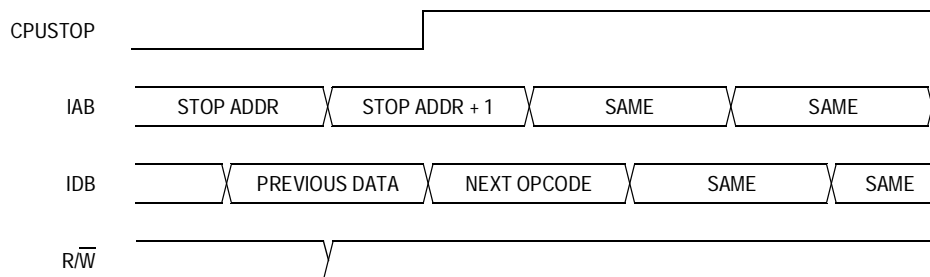 CPUSTOP
IAB STOP ADDR STOP ADDR + 1 SAME SAME
IDB PREVIOUS DATA NEXT OPCODE SAME SAME
R/W̅